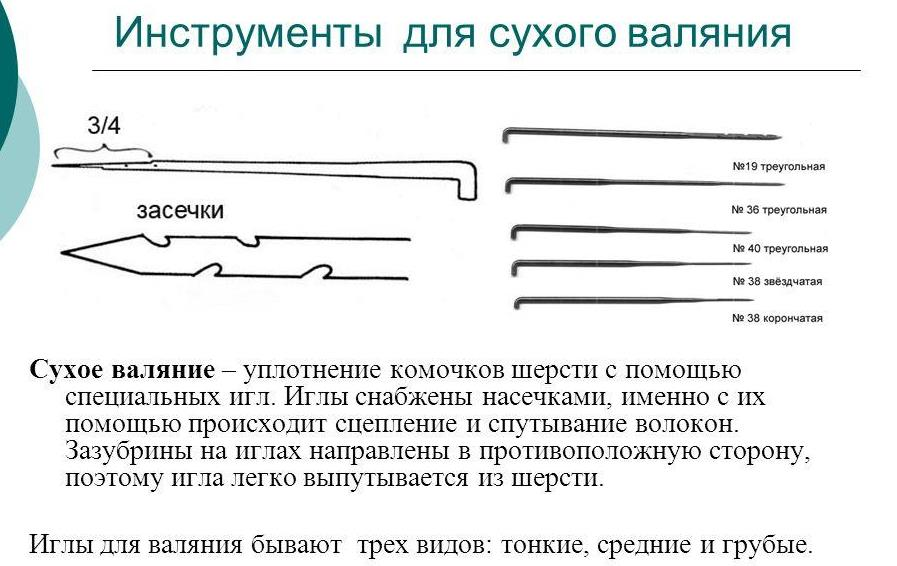 Инструменты для сухого валяния
3/4
засечки
№19 треугольная
№ 36 треугольная
№ 40 треугольная
№ 38 звёздчатая
№ 38 корончатая
Сухое валяние – уплотнение комочков шерсти с помощью
специальных игл. Иглы снабжены насечками, именно с их
помощью происходит сцепление и спутывание волокон.
Зазубрины на иглах направлены в противоположную сторону,
поэтому игла легко выпутывается из шерсти.
Иглы для валяния бывают трех видов: тонкие, средние и грубые.